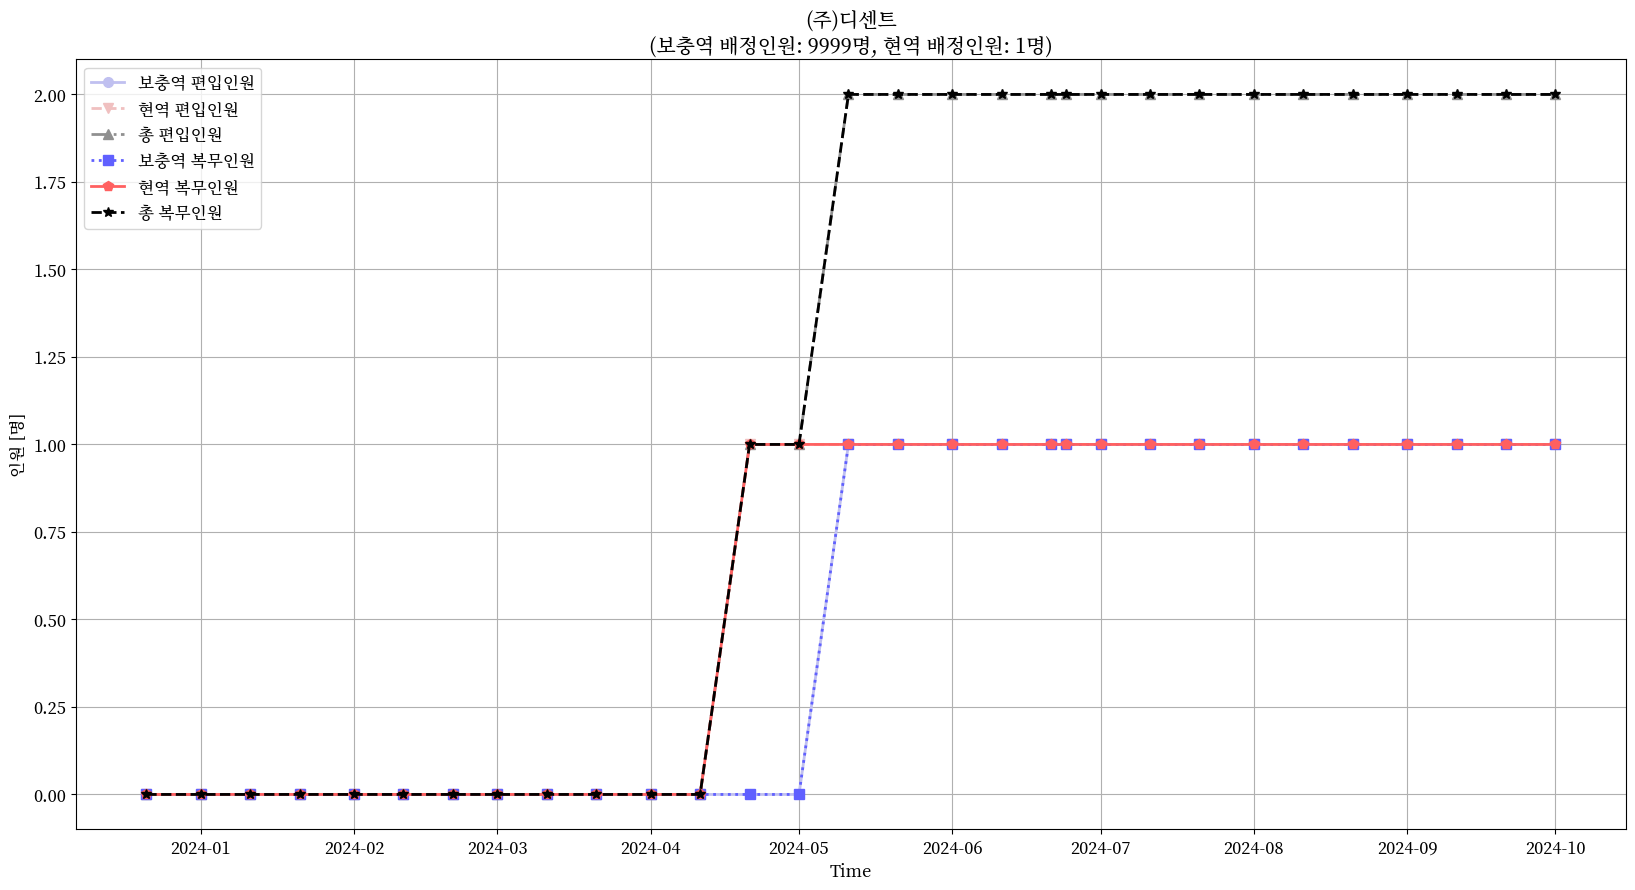 (주)디센트
(보충역 배정인원: 9999명, 현역 배정인원: 1명)
보충역 편입인원
현역 편입인원
총 편입인원
보충역 복무인원
현역 복무인원
총 복무인원
2.00
1.75
1.50
1.25
1.00
0.75
0.50
0.25
0.00
인원 [명]
2024-01 2024-02 2024-03 2024-04 2024-05 2024-06 2024-07 2024-08 2024-09 2024-10
Time